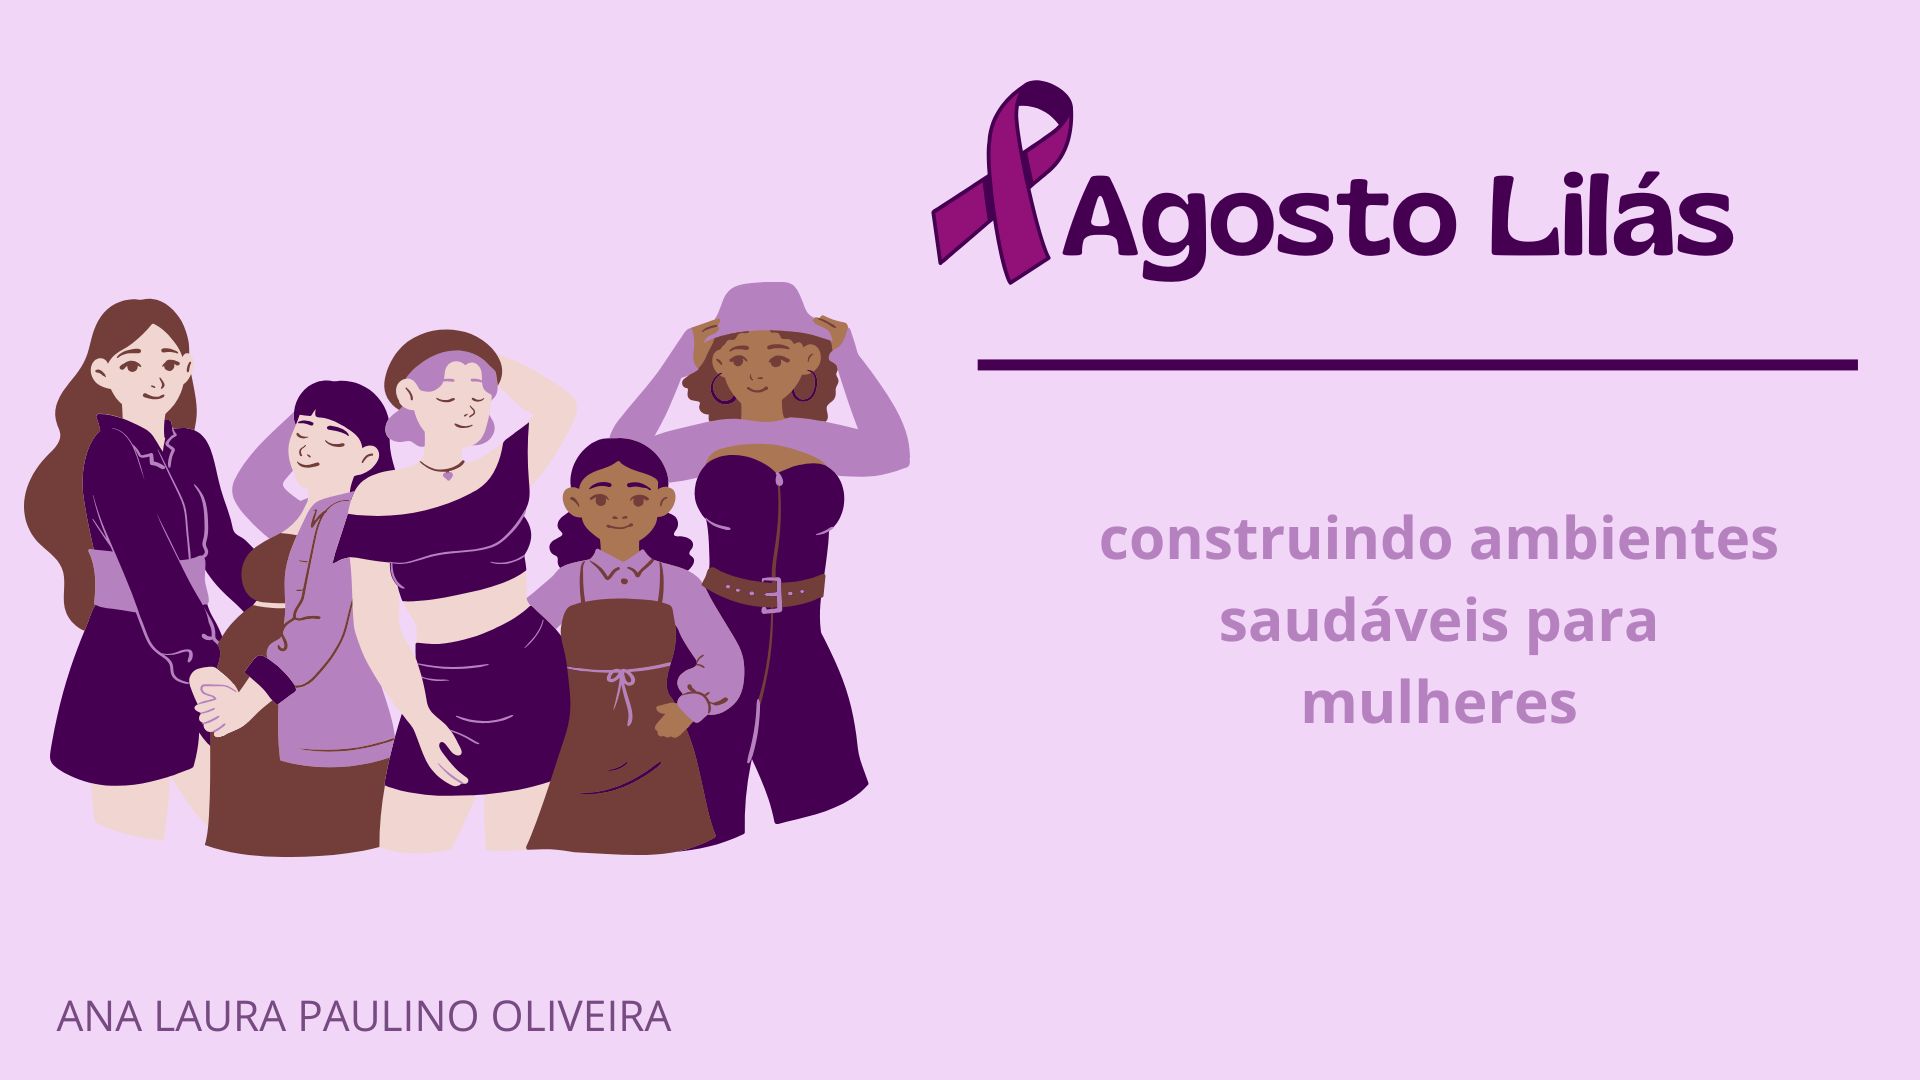 Agosto Lilás
construindo ambientes
saudáveis para
mulheres
ANA LAURA PAULINO OLIVEIRA